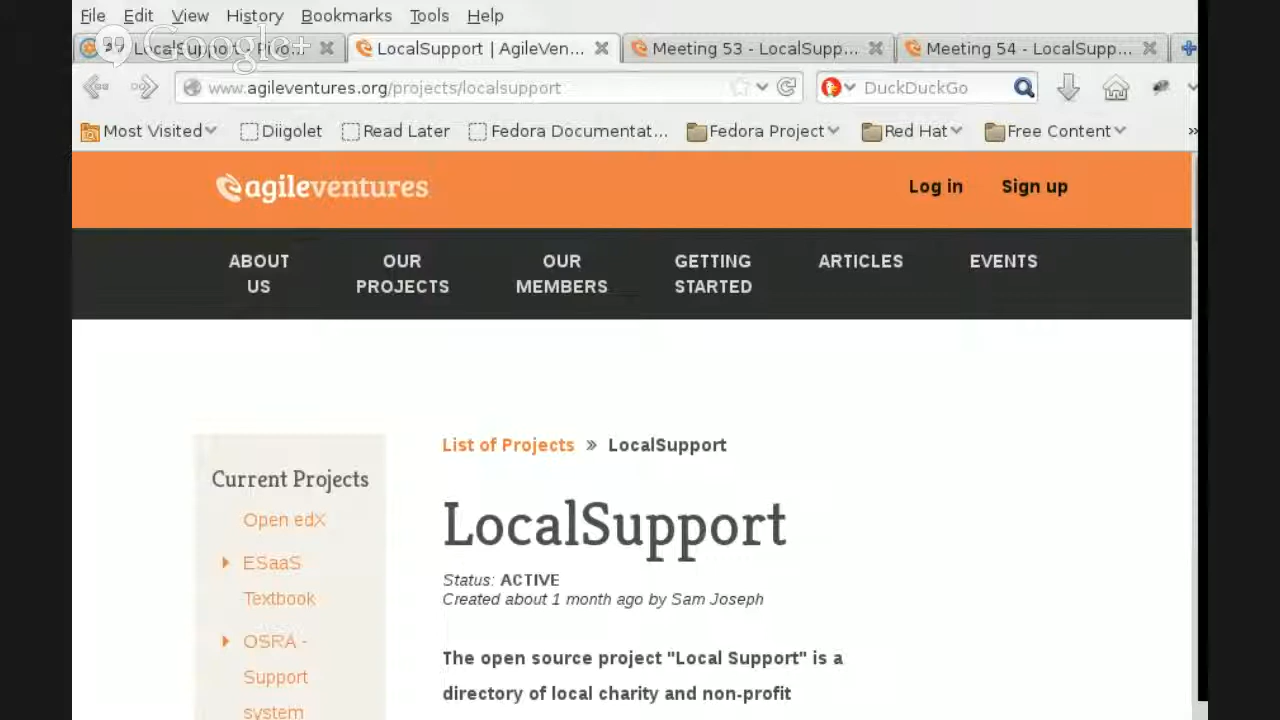 File Edit View History Bookmarks Tools Help
Google+
LocalSupport - Pivo... LocalSupport | AgileVen... Meeting 53 - LocalSupp... Meeting 54 - LocalSupp...
www.agileventures.org/projects/localsupport DuckDuckGo
Most Visited Diigolet Read Later Fedora Documentat... Fedora Project Red Hat Free Content »
agileventures Log in Sign up
ABOUT US OUR PROJECTS OUR MEMBERS GETTING STARTED ARTICLES EVENTS
List of Projects » LocalSupport
Current Projects
Open edX
ESaaS
Textbook
OSRA -
Support
system
LocalSupport
Status: ACTIVE
Created about 1 month ago by Sam Joseph
The open source project "Local Support" is a
directory of local charity and non-profit